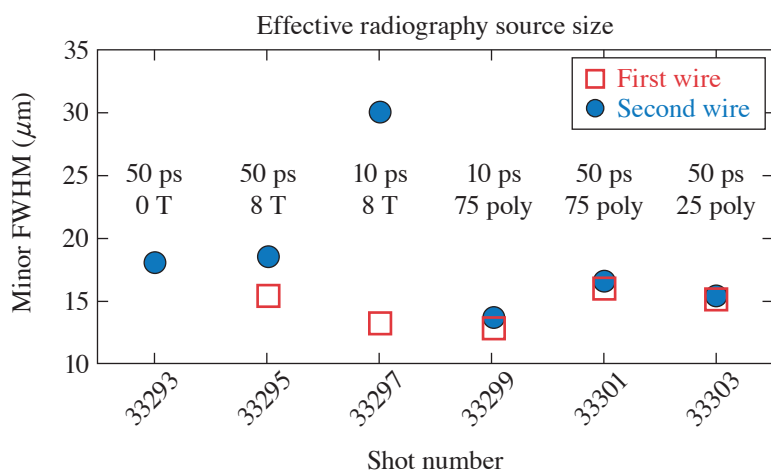 Effective radiography source size
Minor FWHM (μm)
35
30
25
20
15
10
First wire
Second wire
50 ps
0 T
50 ps
8 T
10 ps
8 T
10 ps
75 poly
50 ps
75 poly
50 ps
25 poly
33293
33295
33297
33299
33301
33303
Shot number